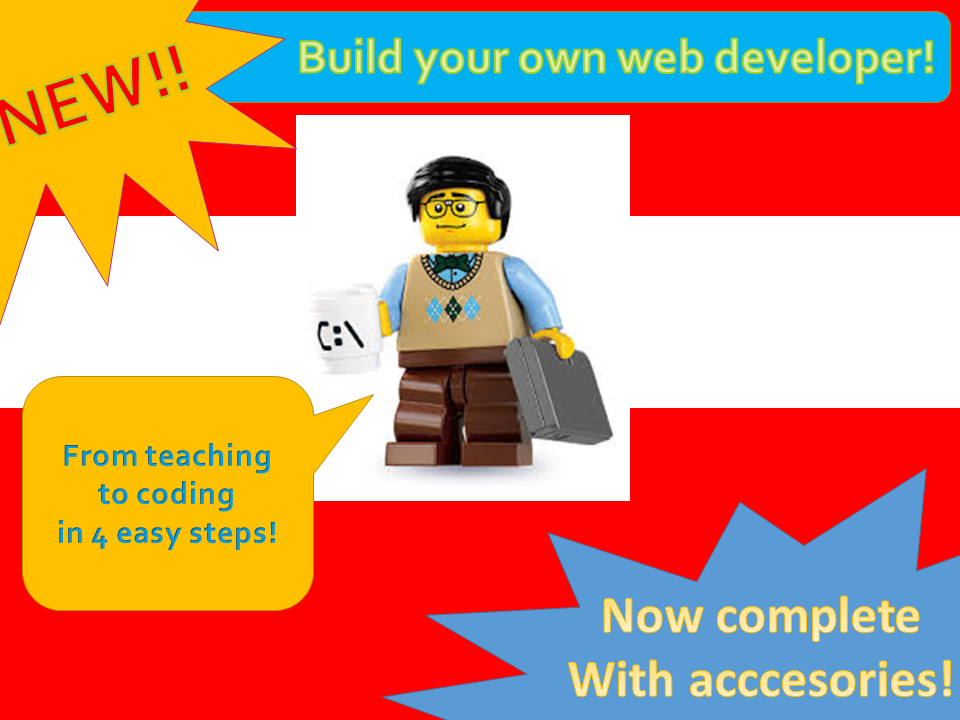 NEW!!
Build your own web developer!
C:\
From teaching
to coding
in 4 easy steps!
Now complete
With acccesories!